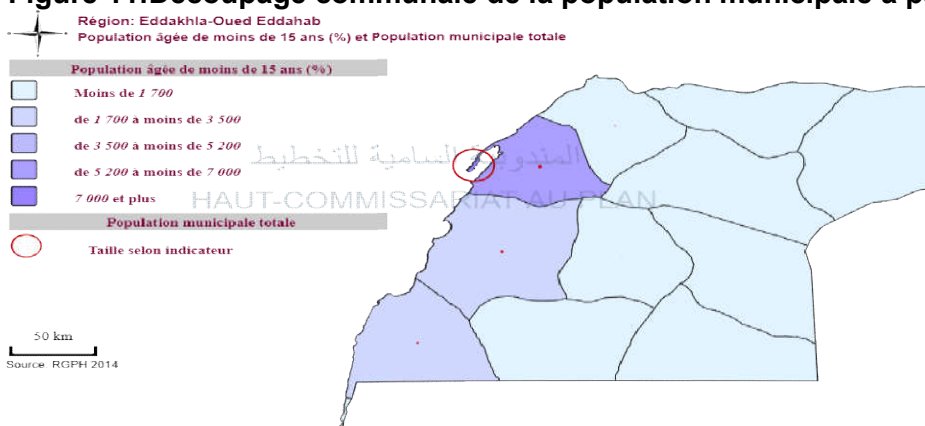 Figure 11:Découpage communale de la population municipale à p
Région: Eddakhla-Oued Eddahab
Population âgée de moins de 15 ans (%) et Population municipale totale
Population âgée de moins de 15 ans (%)
Moins de 1 700
de 1 700 à moins de 3 500
de 3 500 à moins de 5 200
de 5 200 à moins de 7 000
7 000 et plus
المندوبية السامية للتخطيط
HAUT-COMMISSARIAT AU PLAN
Population municipale totale
Taille selon indicateur
50 km
Source: RGPH 2014